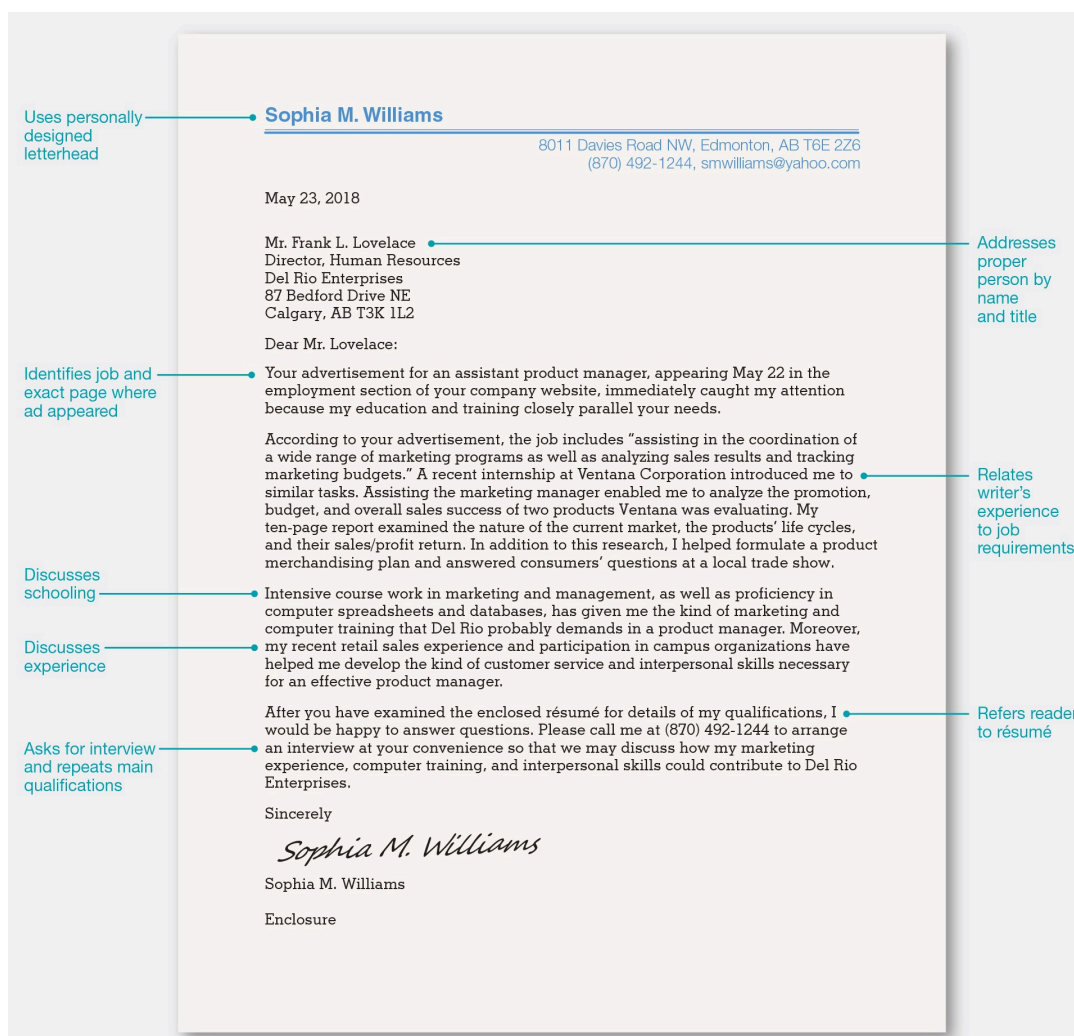 Uses personally
designed
letterhead
Sophia M. Williams
8011 Davies Road NW, Edmonton, AB T6E 2Z6
(870) 492-1244, smwilliams@yahoo.com
May 23, 2018
Mr. Frank L. Lovelace
Director, Human Resources
Del Rio Enterprises
87 Bedford Drive NE
Calgary, AB T3K 1L2
Addresses
proper
person by
name
and title
Dear Mr. Lovelace:
Identifies job and
exact page where
ad appeared
Your advertisement for an assistant product manager, appearing May 22 in the
employment section of your company website, immediately caught my attention
because my education and training closely parallel your needs.
According to your advertisement, the job includes "assisting in the coordination of
a wide range of marketing programs as well as analyzing sales results and tracking
marketing budgets." A recent internship at Ventana Corporation introduced me to
similar tasks. Assisting the marketing manager enabled me to analyze the promotion,
budget, and overall sales success of two products Ventana was evaluating. My
ten-page report examined the nature of the current market, the products' life cycles,
and their sales/profit return. In addition to this research, I helped formulate a product
merchandising plan and answered consumers' questions at a local trade show.
Relates
writer's
experience
to job
requirements
Discusses
schooling
Intensive course work in marketing and management, as well as proficiency in
computer spreadsheets and databases, has given me the kind of marketing and
computer training that Del Rio probably demands in a product manager. Moreover,
my recent retail sales experience and participation in campus organizations have
helped me develop the kind of customer service and interpersonal skills necessary
for an effective product manager.
Discusses
experience
After you have examined the enclosed résumé for details of my qualifications, I
would be happy to answer questions. Please call me at (870) 492-1244 to arrange
an interview at your convenience so that we may discuss how my marketing
experience, computer training, and interpersonal skills could contribute to Del Rio
Enterprises.
Refers reader
to résumé
Asks for interview
and repeats main
qualifications
Sincerely
Sophia M. Williams
Sophia M. Williams
Enclosure